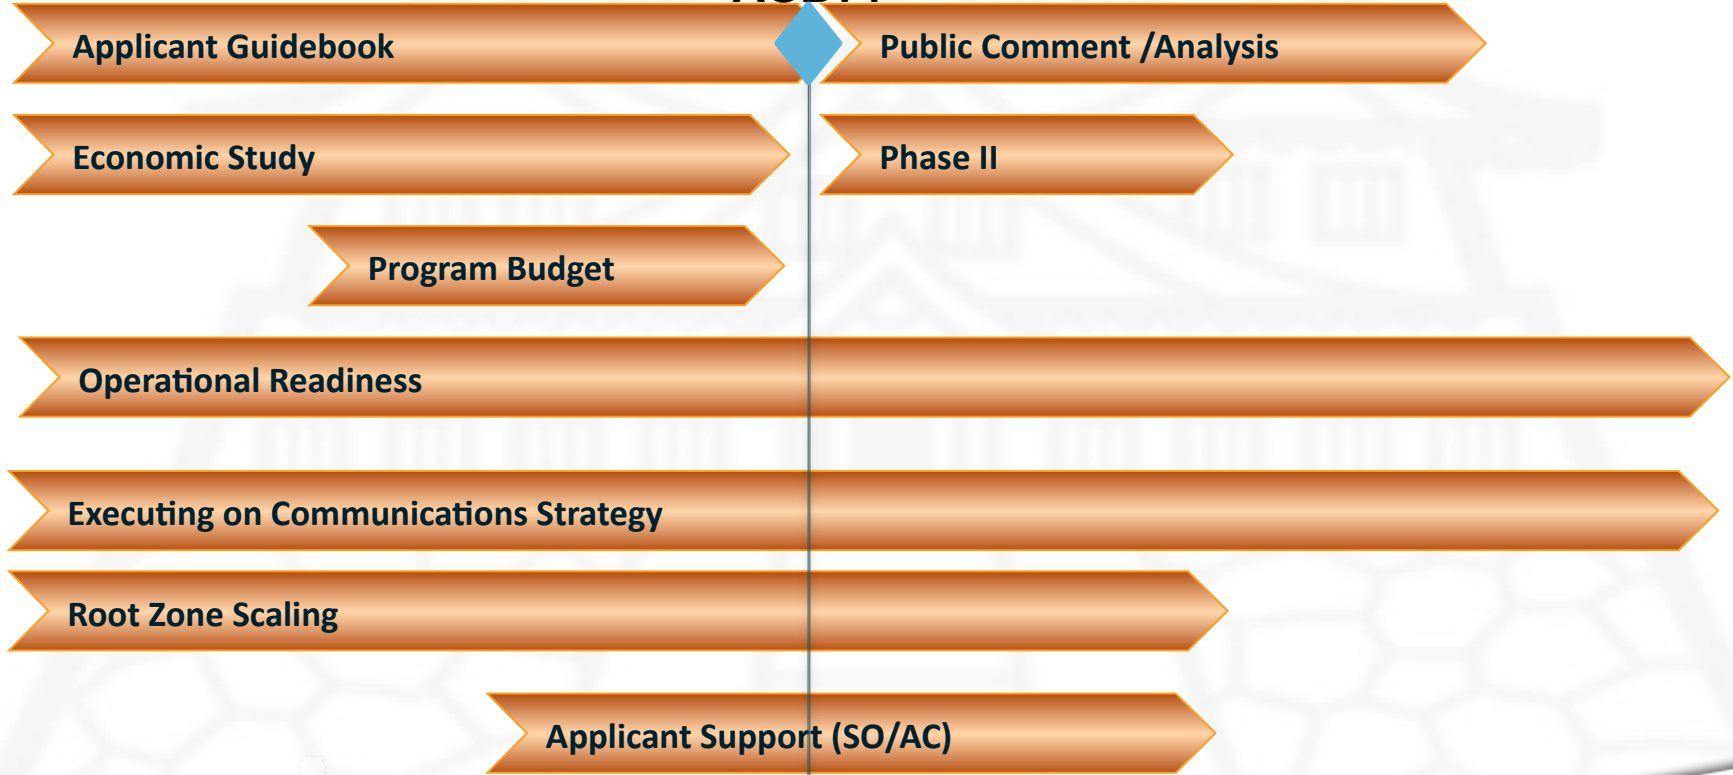 Applicant Guidebook
Public Comment /Analysis
Economic Study
Phase II
Program Budget
Operational Readiness
Executing on Communications Strategy
Root Zone Scaling
Applicant Support (SO/AC)